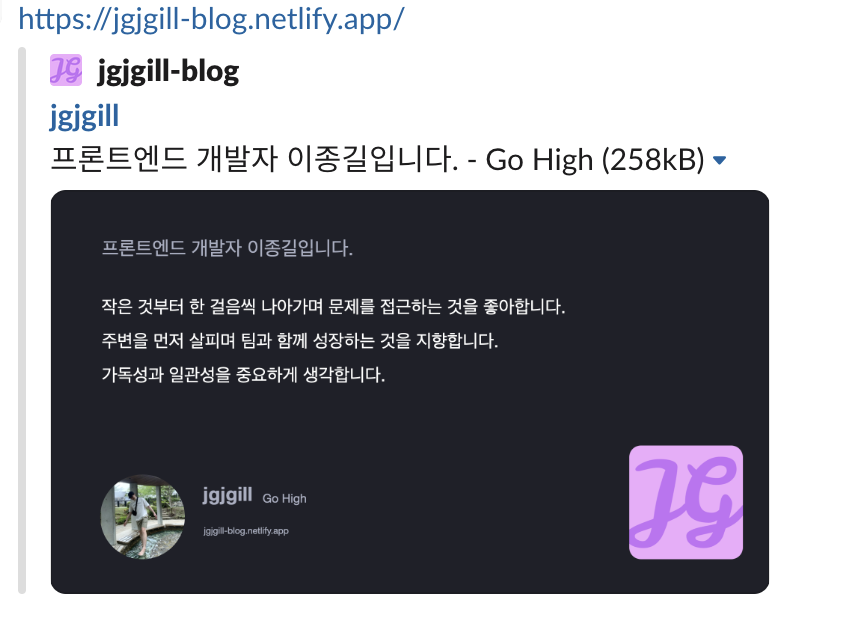 https://jgjgill-blog.netlify.app/
JG jgjgill-blog
jgjgill
프론트엔드 개발자 이종길입니다. - Go High (258kB)
프론트엔드 개발자 이종길입니다.
작은 것부터 한 걸음씩 나아가며 문제를 접근하는 것을 좋아합니다.
주변을 먼저 살피며 팀과 함께 성장하는 것을 지향합니다.
가독성과 일관성을 중요하게 생각합니다.
jgjgill Go High
jgjgill-blog.netlify.app
JG